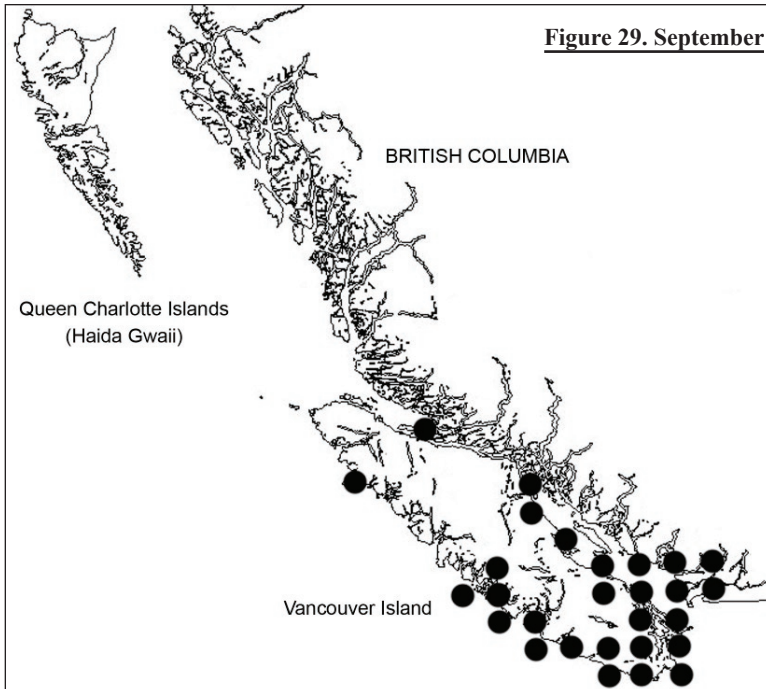 Figure 29. September
BRITISH COLUMBIA
Queen Charlotte Islands
(Haida Gwaii)
Vancouver Island